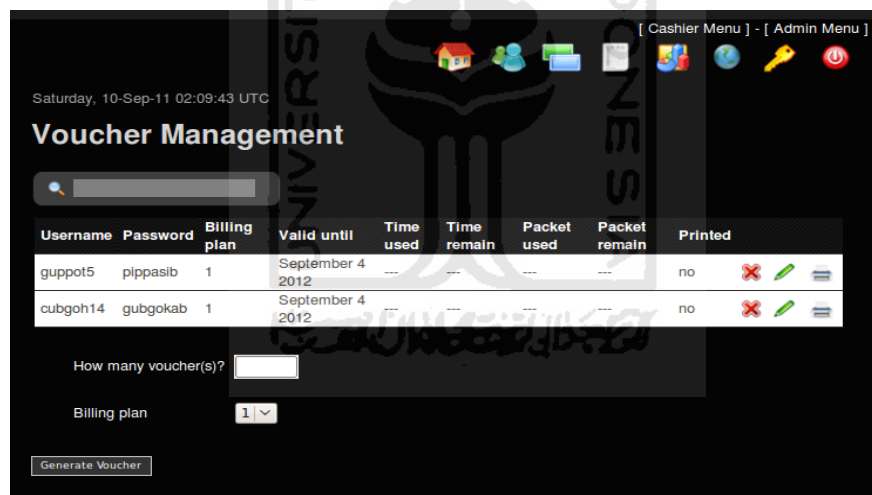 [ Cashier Menu ] - [ Admin Menu ]
Saturday, 10-Sep-11 02:09:43 UTC
Voucher Management
Username Password Billing plan Valid until Time used Time remain Packet used Packet remain Printed
guppot5 pippasib 1 September 4 2012 --- --- --- --- no
cubgoh14 gubgokab 1 September 4 2012 --- --- --- --- no
How many voucher(s)?
Billing plan 1
Generate Voucher